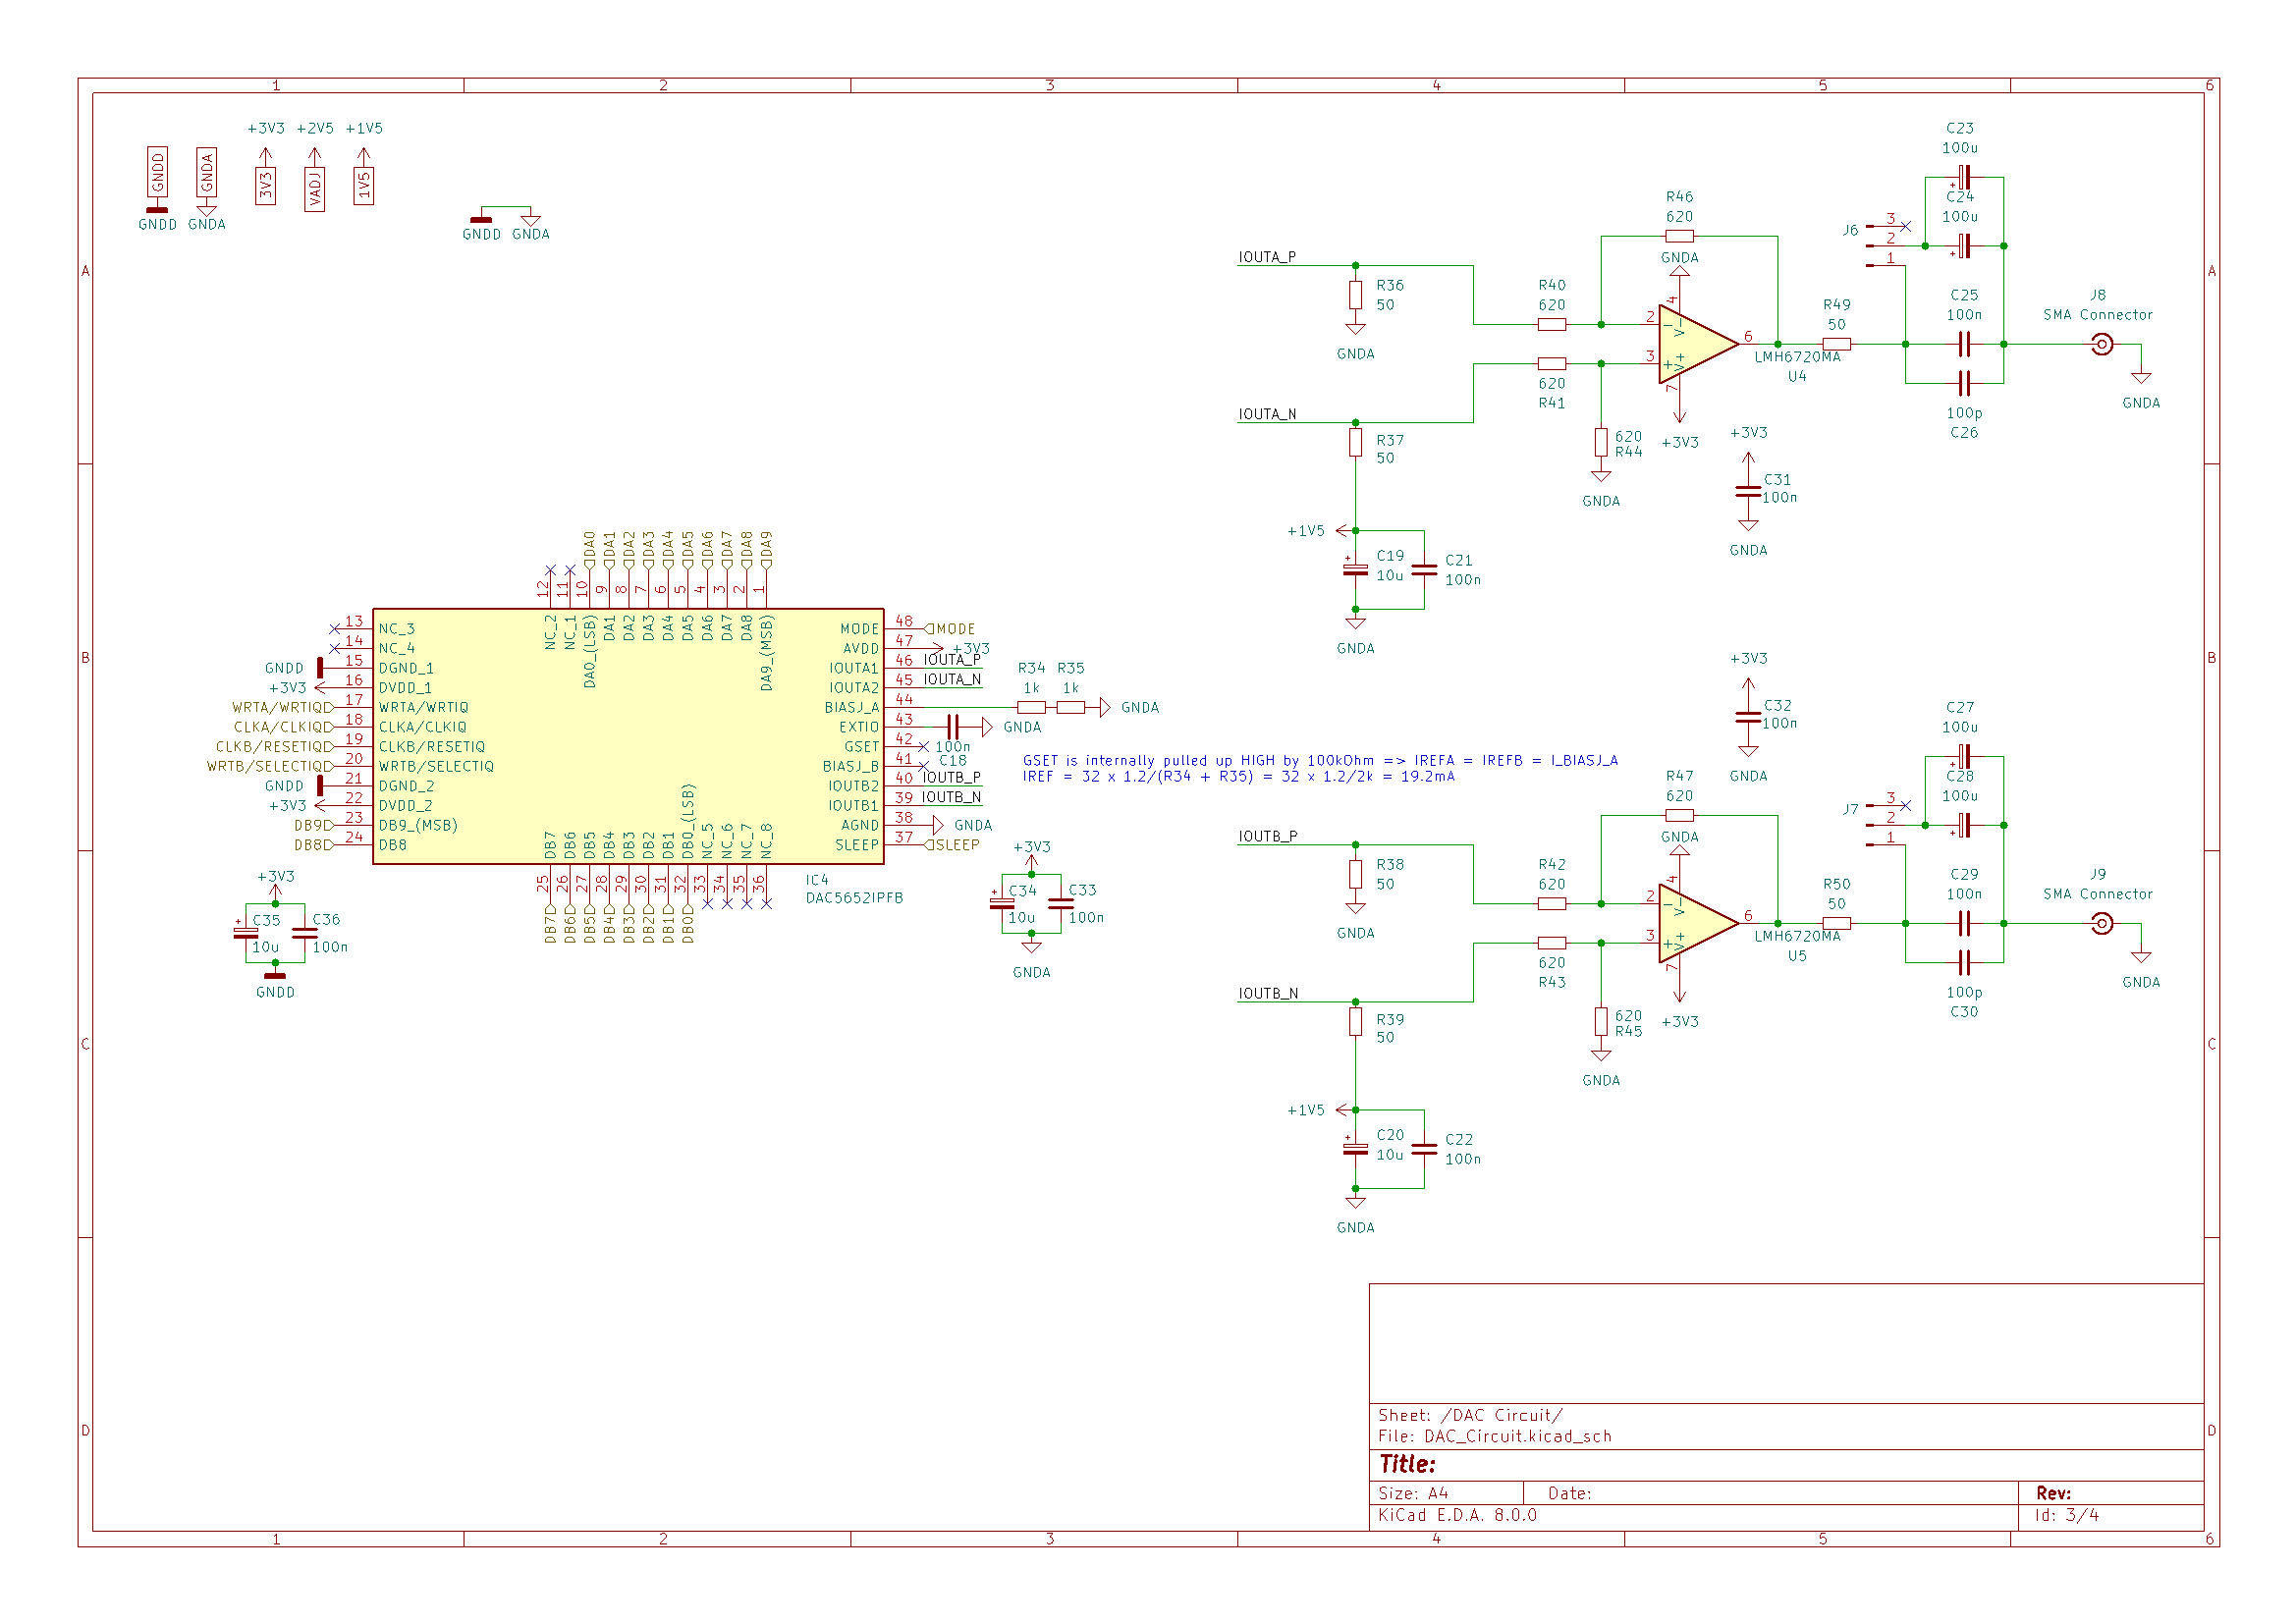 1 2 3 4 5 6
A
B
C
D
A
B
C
D
1 2 3 4 5 6
+3V3 +2V5 +1V5
GNDD GNDA 3V3 VADJ 1V5
GNDD GNDA
GNDD GNDA
IOUTA_P
R36
50
GNDA
IOUTA_N
R37
50
+1V5
C19
10u
C21
100n
GNDA
R40
620
620
R41
R46
620
GNDA
4
2
3
7
6
V-
V+
-
+
LMH6720MA
U4
+3V3
620
R44
GNDA
+3V3
C31
100n
GNDA
R49
50
J6
3
2
1
C23
100u
C24
100u
C25
100n
100p
C26
J8
SMA Connector
GNDA
DA0 DA1 DA2 DA3 DA4 DA5 DA6 DA7 DA8 DA9
12 11 10 9 8 7 6 5 4 3 2 1
NC_2 NC_1 DA0_(LSB) DA1 DA2 DA3 DA4 DA5 DA6 DA7 DA8 DA9_(MSB)
13 NC_3
14 NC_4
GNDD 15 DGND_1
+3V3 16 DVDD_1
WRTA/WRTIQ 17 WRTA/WRTIQ
CLKA/CLKIQ 18 CLKA/CLKIQ
CLKB/RESETIQ 19 CLKB/RESETIQ
WRTB/SELECTIQ 20 WRTB/SELECTIQ
GNDD 21 DGND_2
+3V3 22 DVDD_2
DB9 23 DB9_(MSB)
DB8 24 DB8
MODE 48 MODE
AVDD 47 +3V3
IOUTA1 46 IOUTA_P
IOUTA2 45 IOUTA_N
BIASJ_A 44
EXTIO 43
GSET 42
BIASJ_B 41
IOUTB2 40 IOUTB_P
IOUTB1 39 IOUTB_N
AGND 38 GNDA
SLEEP 37 SLEEP
R34 R35
1k 1k
GNDA
GNDA
100n
C18
DB7 DB6 DB5 DB4 DB3 DB2 DB1 DB0_(LSB) NC_5 NC_6 NC_7 NC_8
25 26 27 28 29 30 31 32 33 34 35 36
DB7 DB6 DB5 DB4 DB3 DB2 DB1 DB0
IC4
DAC5652IPFB
GSET is internally pulled up HIGH by 100kOhm => IREFA = IREFB = I_BIASJ_A
IREF = 32 x 1.2/(R34 + R35) = 32 x 1.2/2k = 19.2mA
+3V3
C35
10u
C36
100n
GNDD
+3V3
C34
10u
C33
100n
GNDA
+3V3
C32
100n
GNDA
IOUTB_P
R38
50
GNDA
IOUTB_N
R39
50
+1V5
C20
10u
C22
100n
GNDA
R42
620
620
R43
R47
620
GNDA
4
2
3
7
6
V-
V+
-
+
LMH6720MA
U5
+3V3
620
R45
GNDA
R50
50
J7
3
2
1
C27
100u
C28
100u
C29
100n
100p
C30
J9
SMA Connector
GNDA
Sheet: /DAC Circuit/
File: DAC_Circuit.kicad_sch
Title:
Size: A4 Date: Rev:
KiCad E.D.A. 8.0.0 Id: 3/4